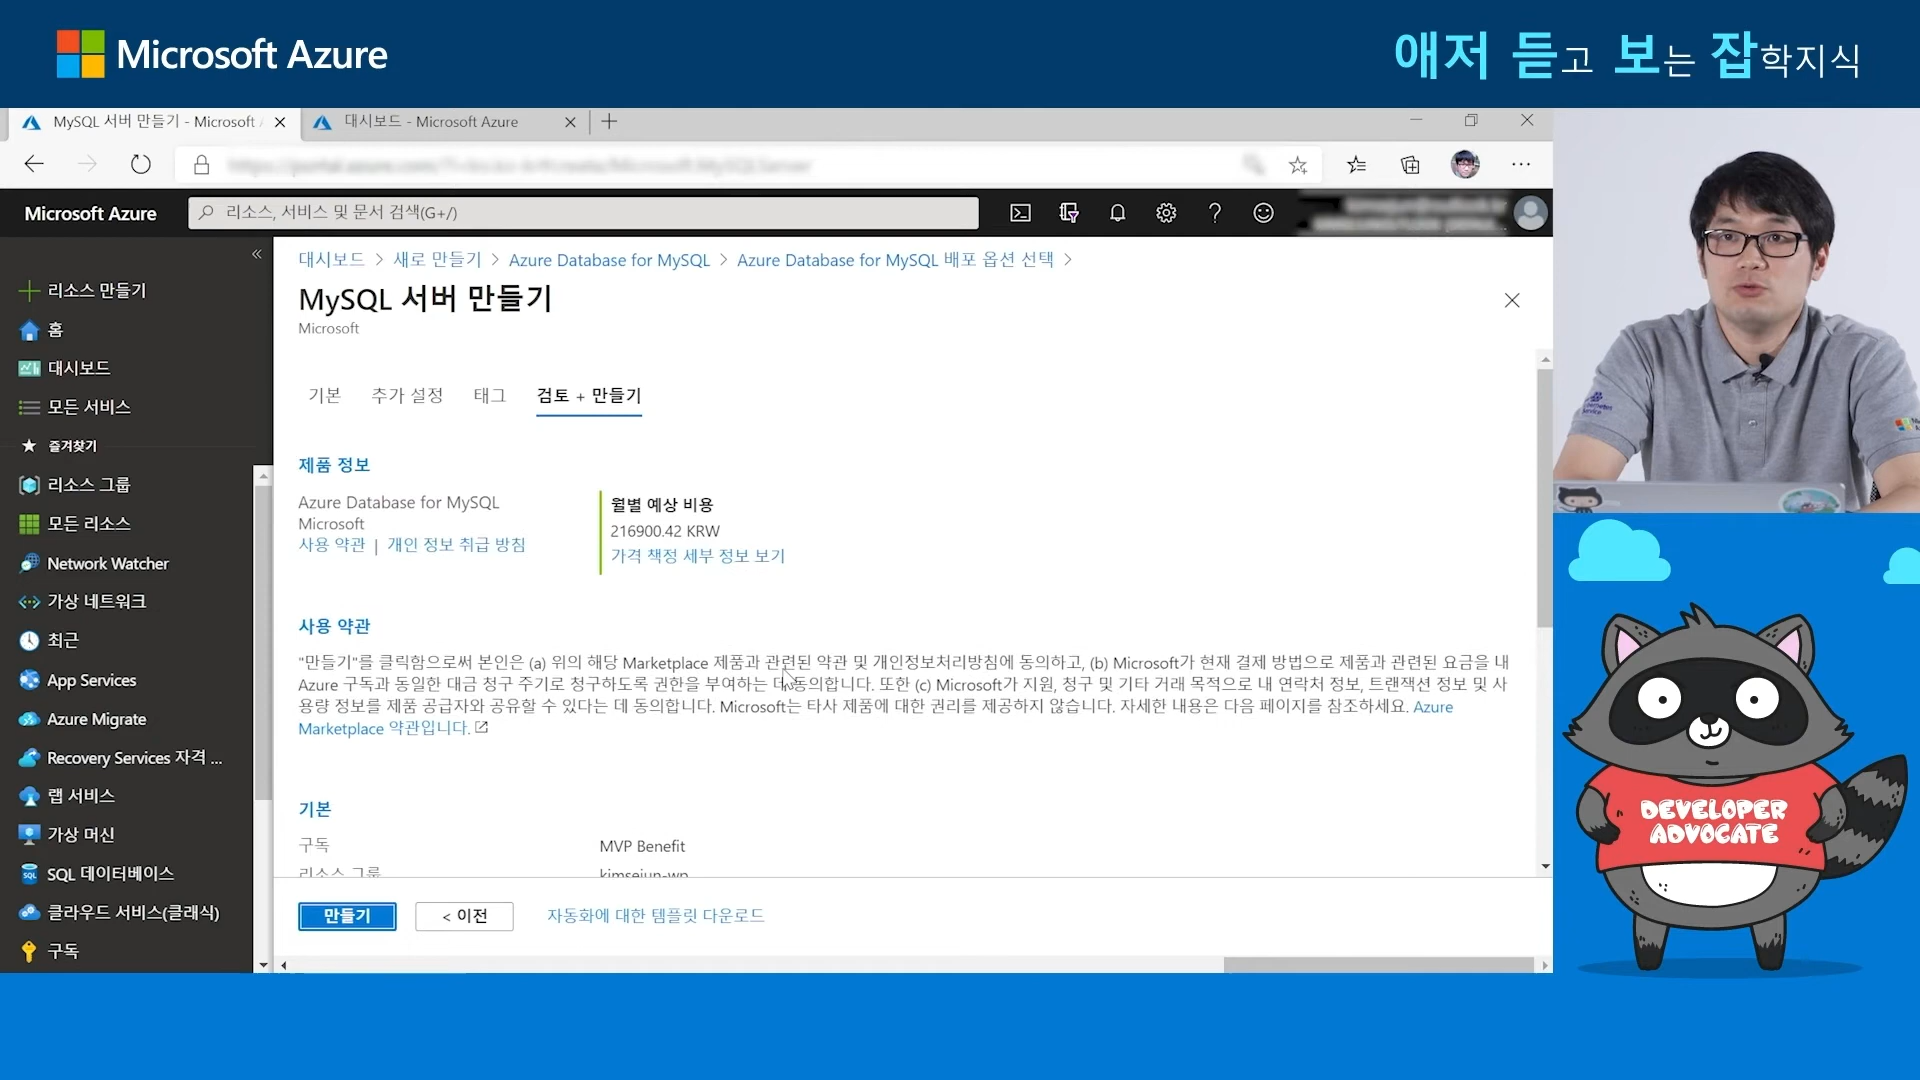 Microsoft Azure
애저 듣고 보는 잡학지식
MySQL 서버 만들기 - Microsoft
대시보드 - Microsoft Azure
Microsoft Azure
리소스, 서비스 및 문서 검색(G+/)
대시보드 > 새로 만들기 > Azure Database for MySQL > Azure Database for MySQL 배포 옵션 선택 >
MySQL 서버 만들기
Microsoft
리소스 만들기
홈
대시보드
모든 서비스
즐겨찾기
리소스 그룹
모든 리소스
Network Watcher
가상 네트워크
최근
App Services
Azure Migrate
Recovery Services 자격 ...
랩 서비스
가상 머신
SQL 데이터베이스
클라우드 서비스(클래식)
구독
기본 추가 설정 태그 검토 + 만들기
제품 정보
Azure Database for MySQL
Microsoft
사용 약관 | 개인 정보 취급 방침
월별 예상 비용
216900.42 KRW
가격 책정 세부 정보 보기
사용 약관
"만들기"를 클릭함으로써 본인은 (a) 위의 해당 Marketplace 제품과 관련된 약관 및 개인정보처리방침에 동의하고, (b) Microsoft가 현재 결제 방법으로 제품과 관련된 요금을 내
Azure 구독과 동일한 대금 청구 주기로 청구하도록 권한을 부여하는 데 동의합니다. 또한 (c) Microsoft가 지원, 청구 및 기타 거래 목적으로 내 연락처 정보, 트랜잭션 정보 및 사
용량 정보를 제품 공급자와 공유할 수 있다는 데 동의합니다. Microsoft는 타사 제품에 대한 권리를 제공하지 않습니다. 자세한 내용은 다음 페이지를 참조하세요. Azure
Marketplace 약관입니다.
기본
구독 MVP Benefit
리소스 그룹 kimsejun-wp
만들기
< 이전
자동화에 대한 템플릿 다운로드
DEVELOPER
ADVOCATE